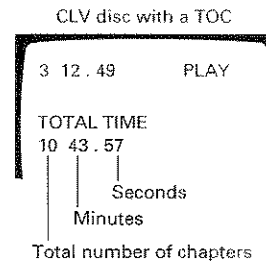 CLV disc with a TOC
3 12.49 PLAY
TOTAL TIME
10 43.57
Seconds
Minutes
Total number of chapters